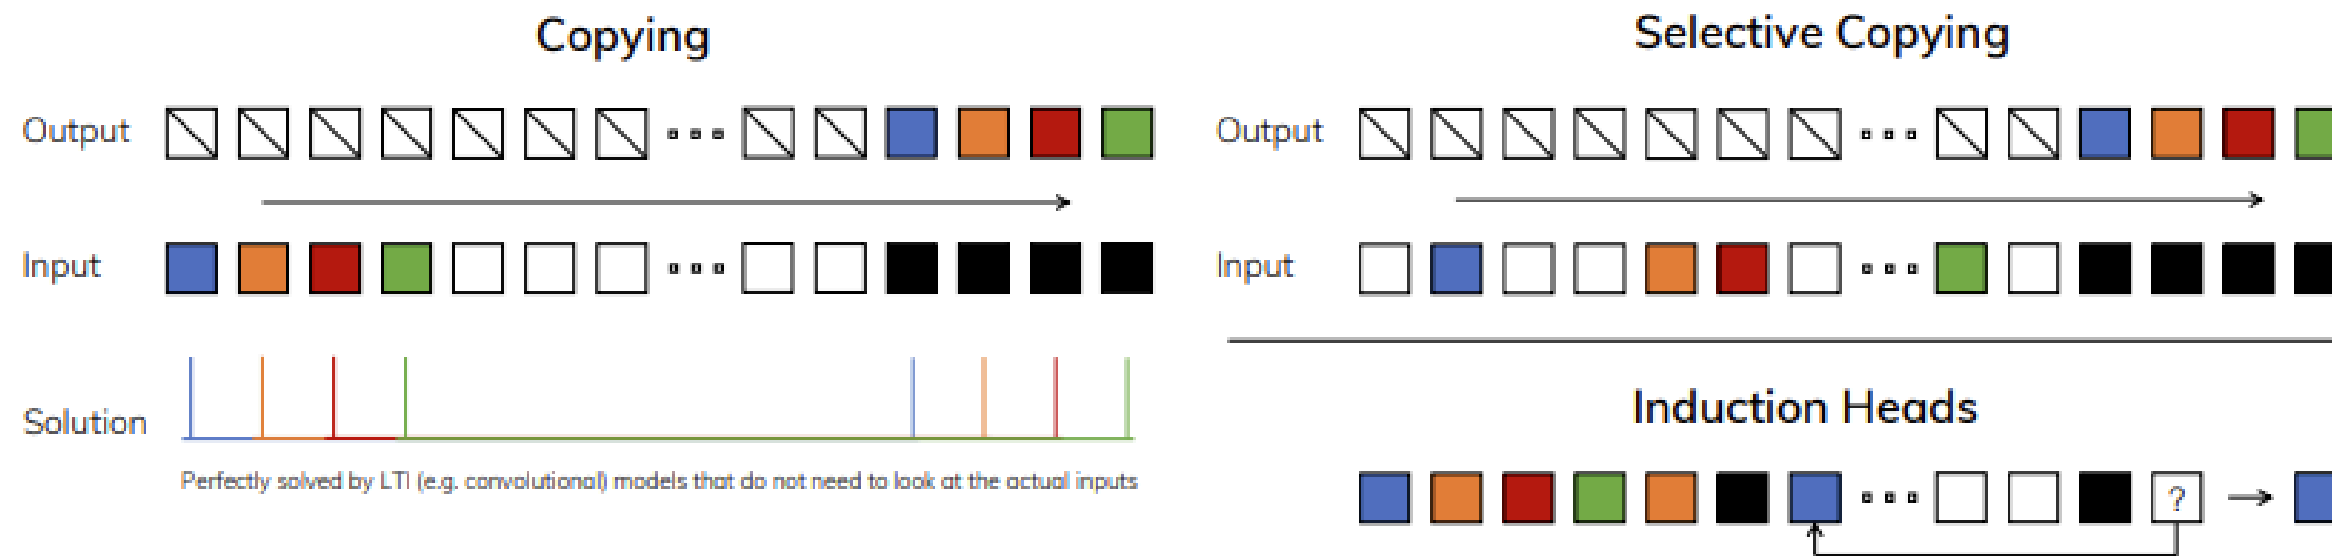 Copying
Output
Input
Solution
Perfectly solved by LTI (e.g. convolutional) models that do not need to look at the actual inputs
Selective Copying
Output
Input
Induction Heads
?